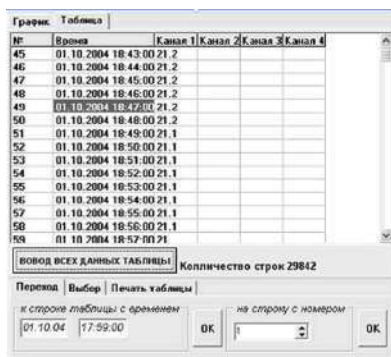 График Таблица
№ Время Канал 1 Канал 2 Канал 3 Канал 4
45 01.10.2004 18:43:00 21,2
46 01.10.2004 18:44:00 21,2
47 01.10.2004 18:45:00 21,2
48 01.10.2004 18:46:00 21,2
49 01.10.2004 18:47:00 21,2
50 01.10.2004 18:48:00 21,2
51 01.10.2004 18:49:00 21,1
52 01.10.2004 18:50:00 21,1
53 01.10.2004 18:51:00 21,1
54 01.10.2004 18:52:00 21,1
55 01.10.2004 18:53:00 21,1
56 01.10.2004 18:54:00 21,1
57 01.10.2004 18:55:00 21,1
58 01.10.2004 18:56:00 21,1
59 01.10.2004 18:57:00 21
ВОВОД ВСЕХ ДАННЫХ ТАБЛИЦЫ Колличество строк 29842
Переход Выбор Печать таблицы
к строке таблицы с временем на строку с номером
01.10.04 17:59:00 OK 1 OK